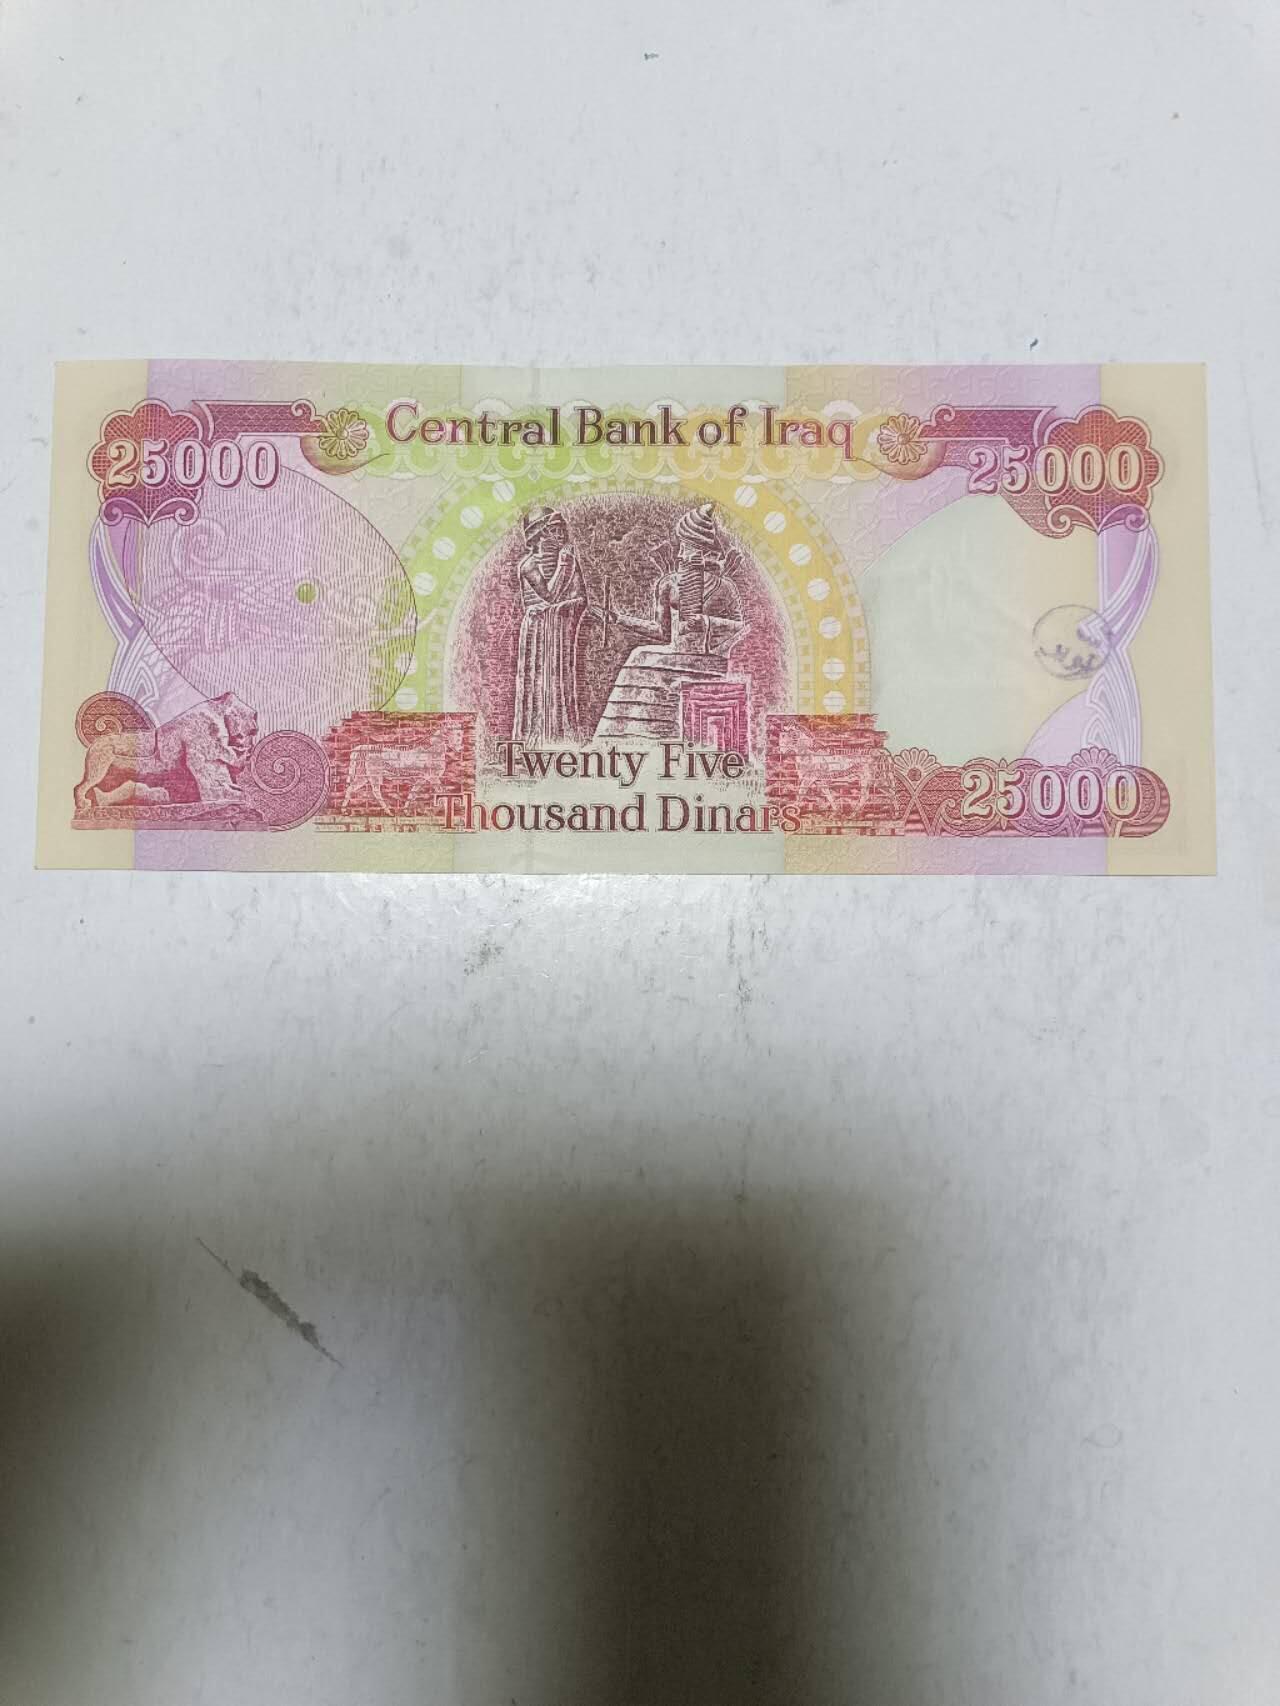 Central Bank of Iraq
25000
25000
Twenty Five
Thousand Dinars
25000